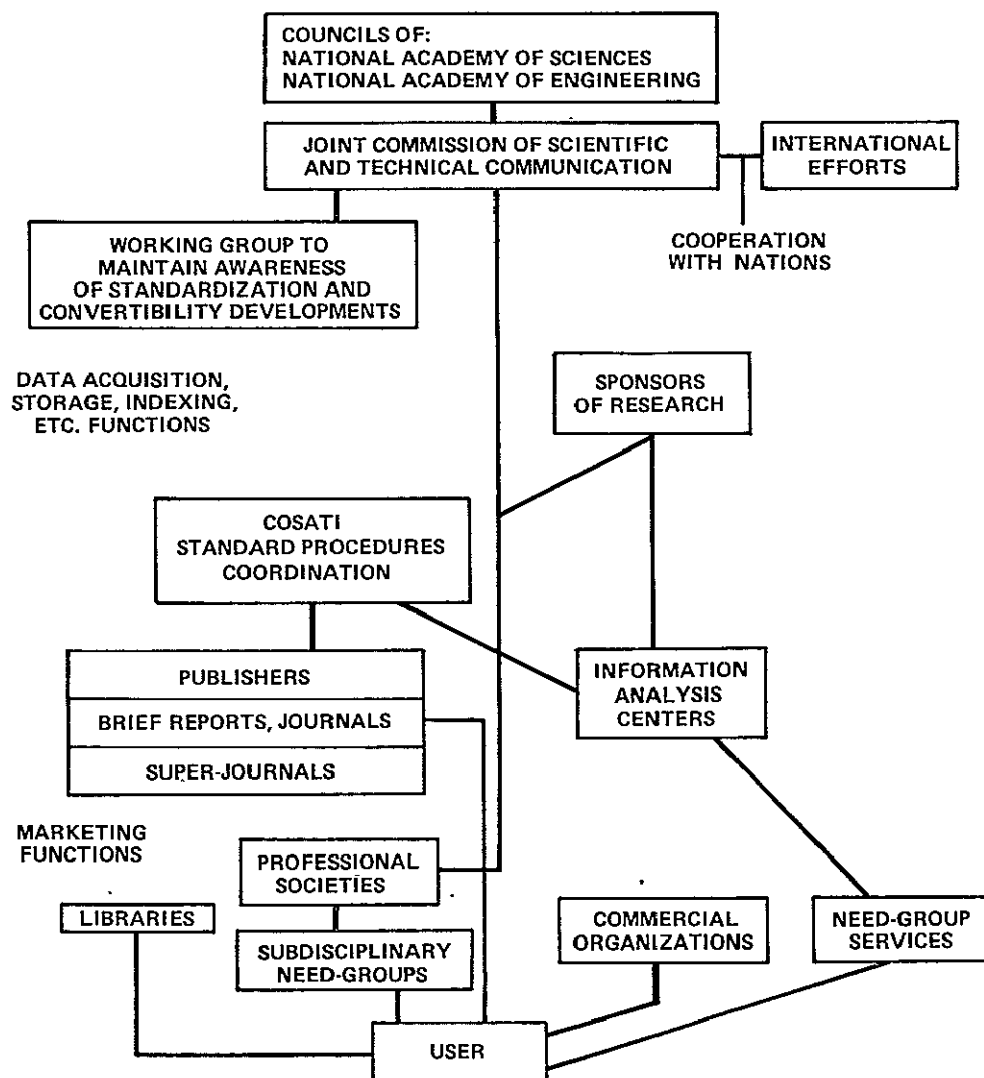 COUNCILS OF:
NATIONAL ACADEMY OF SCIENCES
NATIONAL ACADEMY OF ENGINEERING
JOINT COMMISSION OF SCIENTIFIC
AND TECHNICAL COMMUNICATION
INTERNATIONAL
EFFORTS
COOPERATION
WITH NATIONS
WORKING GROUP TO
MAINTAIN AWARENESS
OF STANDARDIZATION AND
CONVERTIBILITY DEVELOPMENTS
DATA ACQUISITION,
STORAGE, INDEXING,
ETC. FUNCTIONS
SPONSORS
OF RESEARCH
COSATI
STANDARD PROCEDURES
COORDINATION
PUBLISHERS
BRIEF REPORTS, JOURNALS
SUPER-JOURNALS
INFORMATION
ANALYSIS
CENTERS
MARKETING
FUNCTIONS
PROFESSIONAL
SOCIETIES
LIBRARIES
SUBDISCIPLINARY
NEED-GROUPS
COMMERCIAL
ORGANIZATIONS
NEED-GROUP
SERVICES
USER